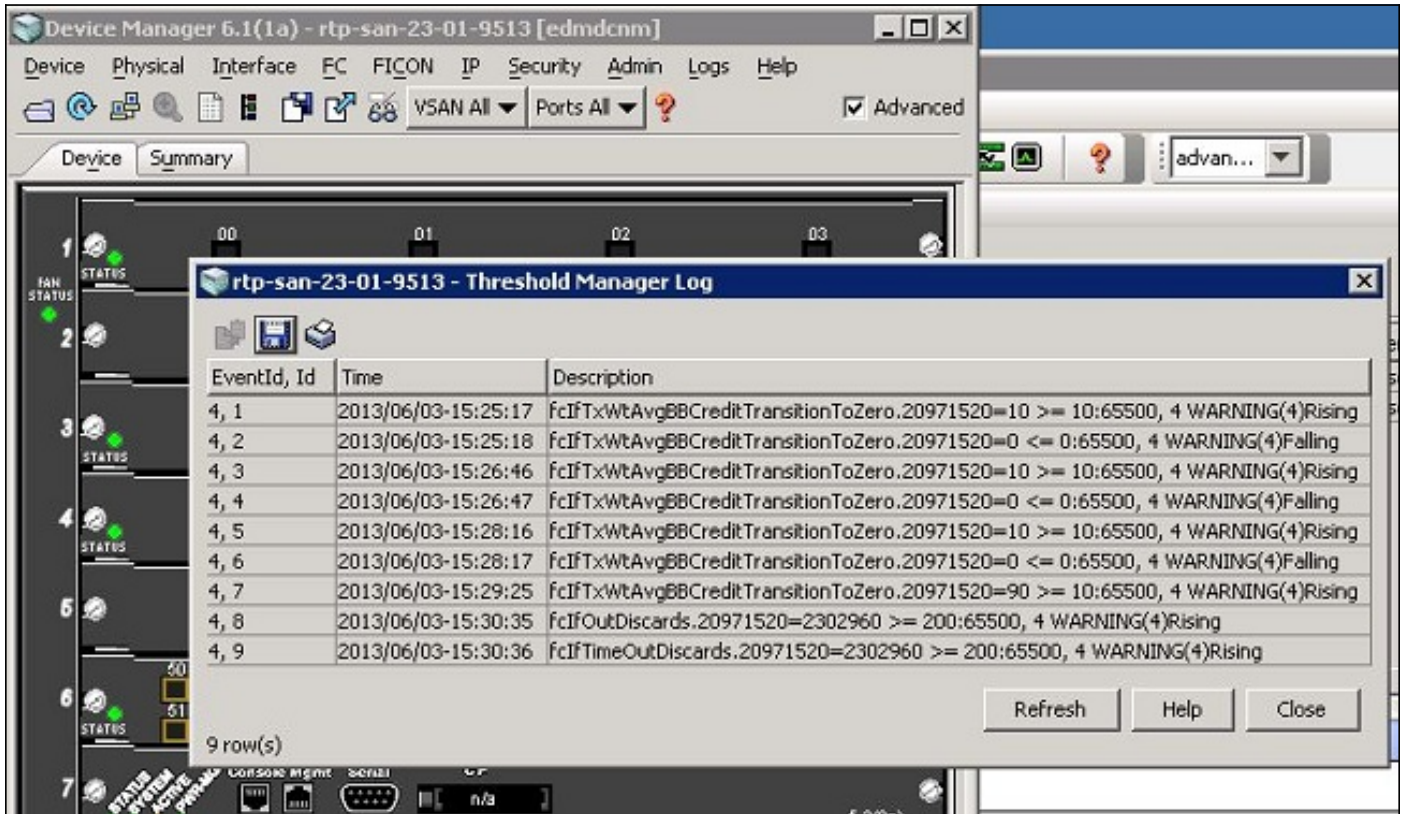 Device Manager 6.1(1a) - rtp-san-23-01-9513 [edmdcnm]
Device Physical Interface FC FICON IP Security Admin Logs Help
VSAN All Ports All Advanced
advan...
Device Summary
00 01 02 03
1
STATUS
FAN STATUS
rtp-san-23-01-9513 - Threshold Manager Log
2
EventId, Id Time Description
4, 1 2013/06/03-15:25:17 fcIfTxWtAvgBBCreditTransitionToZero.20971520=10 >= 10:65500, 4 WARNING(4)Rising
4, 2 2013/06/03-15:25:18 fcIfTxWtAvgBBCreditTransitionToZero.20971520=0 <= 0:65500, 4 WARNING(4)Falling
3
STATUS
4, 3 2013/06/03-15:26:46 fcIfTxWtAvgBBCreditTransitionToZero.20971520=10 >= 10:65500, 4 WARNING(4)Rising
4, 4 2013/06/03-15:26:47 fcIfTxWtAvgBBCreditTransitionToZero.20971520=0 <= 0:65500, 4 WARNING(4)Falling
4
STATUS
4, 5 2013/06/03-15:28:16 fcIfTxWtAvgBBCreditTransitionToZero.20971520=10 >= 10:65500, 4 WARNING(4)Rising
4, 6 2013/06/03-15:28:17 fcIfTxWtAvgBBCreditTransitionToZero.20971520=0 <= 0:65500, 4 WARNING(4)Falling
4, 7 2013/06/03-15:29:25 fcIfTxWtAvgBBCreditTransitionToZero.20971520=90 >= 10:65500, 4 WARNING(4)Rising
5
4, 8 2013/06/03-15:30:35 fcIfOutDiscards.20971520=2302960 >= 200:65500, 4 WARNING(4)Rising
4, 9 2013/06/03-15:30:36 fcIfTimeOutDiscards.20971520=2302960 >= 200:65500, 4 WARNING(4)Rising
50
6
51
STATUS
Refresh Help Close
9 row(s)
7
STATUS
SYSTEM
ACTIVE
Console Mgmt Serial
n/a